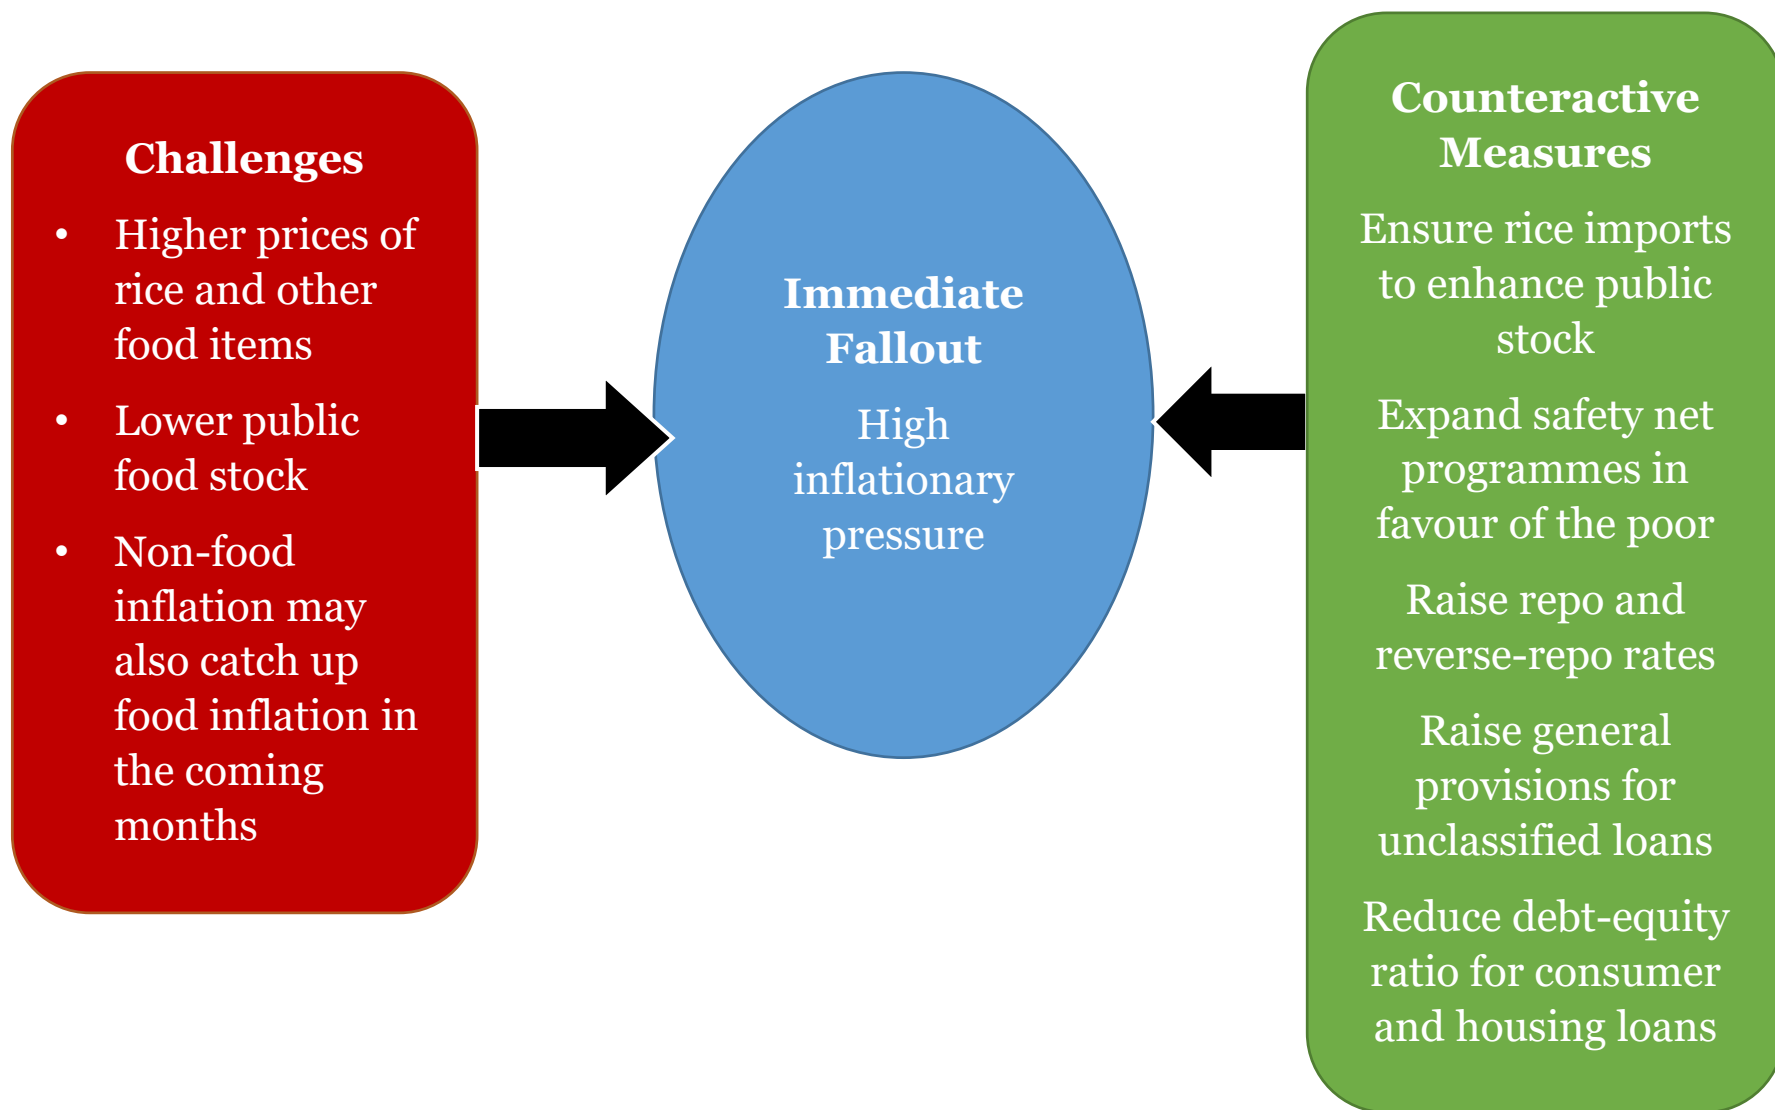 Challenges
• Higher prices of
rice and other
food items
• Lower public
food stock
• Non-food
inflation may
also catch up
food inflation in
the coming
months
Immediate
Fallout
High
inflationary
pressure
Counteractive
Measures
Ensure rice imports
to enhance public
stock
Expand safety net
programmes in
favour of the poor
Raise repo and
reverse-repo rates
Raise general
provisions for
unclassified loans
Reduce debt-equity
ratio for consumer
and housing loans